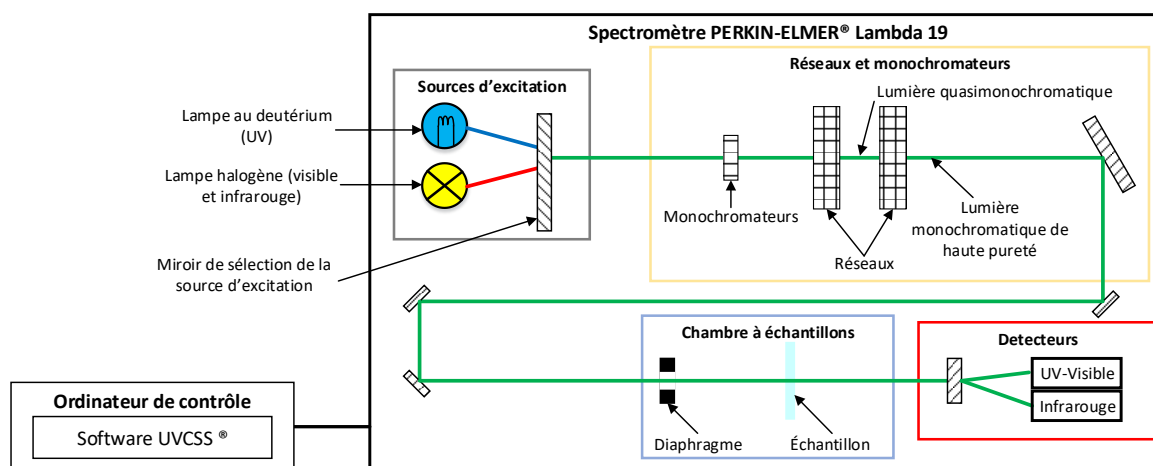 Spectromètre PERKIN-ELMER® Lambda 19
Sources d’excitation
Lampe au deutérium
(UV)
Lampe halogène (visible
et infrarouge)
Miroir de sélection de la
source d’excitation
Réseaux et monochromateurs
Lumière quasimonochromatique
Monochromateurs
Réseaux
Lumière
monochromatique de
haute pureté
Chambre à échantillons
Diaphragme
Échantillon
Detecteurs
UV-Visible
Infrarouge
Ordinateur de contrôle
Software UVCSS ®